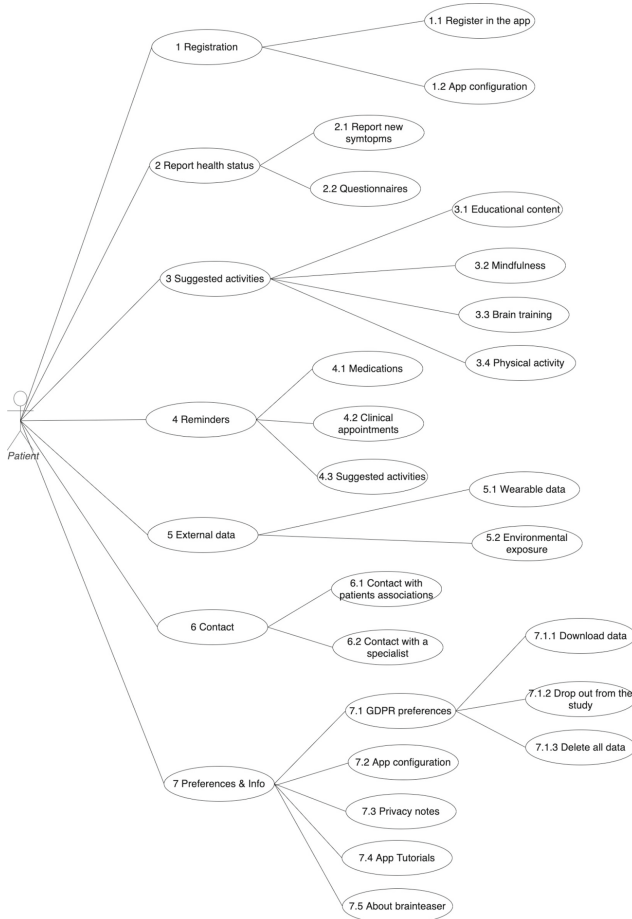 1.1 Register in the app
1 Registration
1.2 App configuration
2.1 Report new
symtopms
2 Report health status
2.2 Questionnaires
3.1 Educational content
3.2 Mindfulness
3 Suggested activities
3.3 Brain training
3.4 Physical activity
4.1 Medications
4 Reminders
4.2 Clinical
appointments
4.3 Suggested activities
Patient
5.1 Wearable data
5 External data
5.2 Environmental
exposure
6.1 Contact with
patients associations
6 Contact
6.2 Contact with a
specialist
7.1.1 Download data
7.1 GDPR preferences
7.1.2 Drop out from the
study
7.1.3 Delete all data
7.2 App configuration
7 Preferences & Info
7.3 Privacy notes
7.4 App Tutorials
7.5 About brainteaser